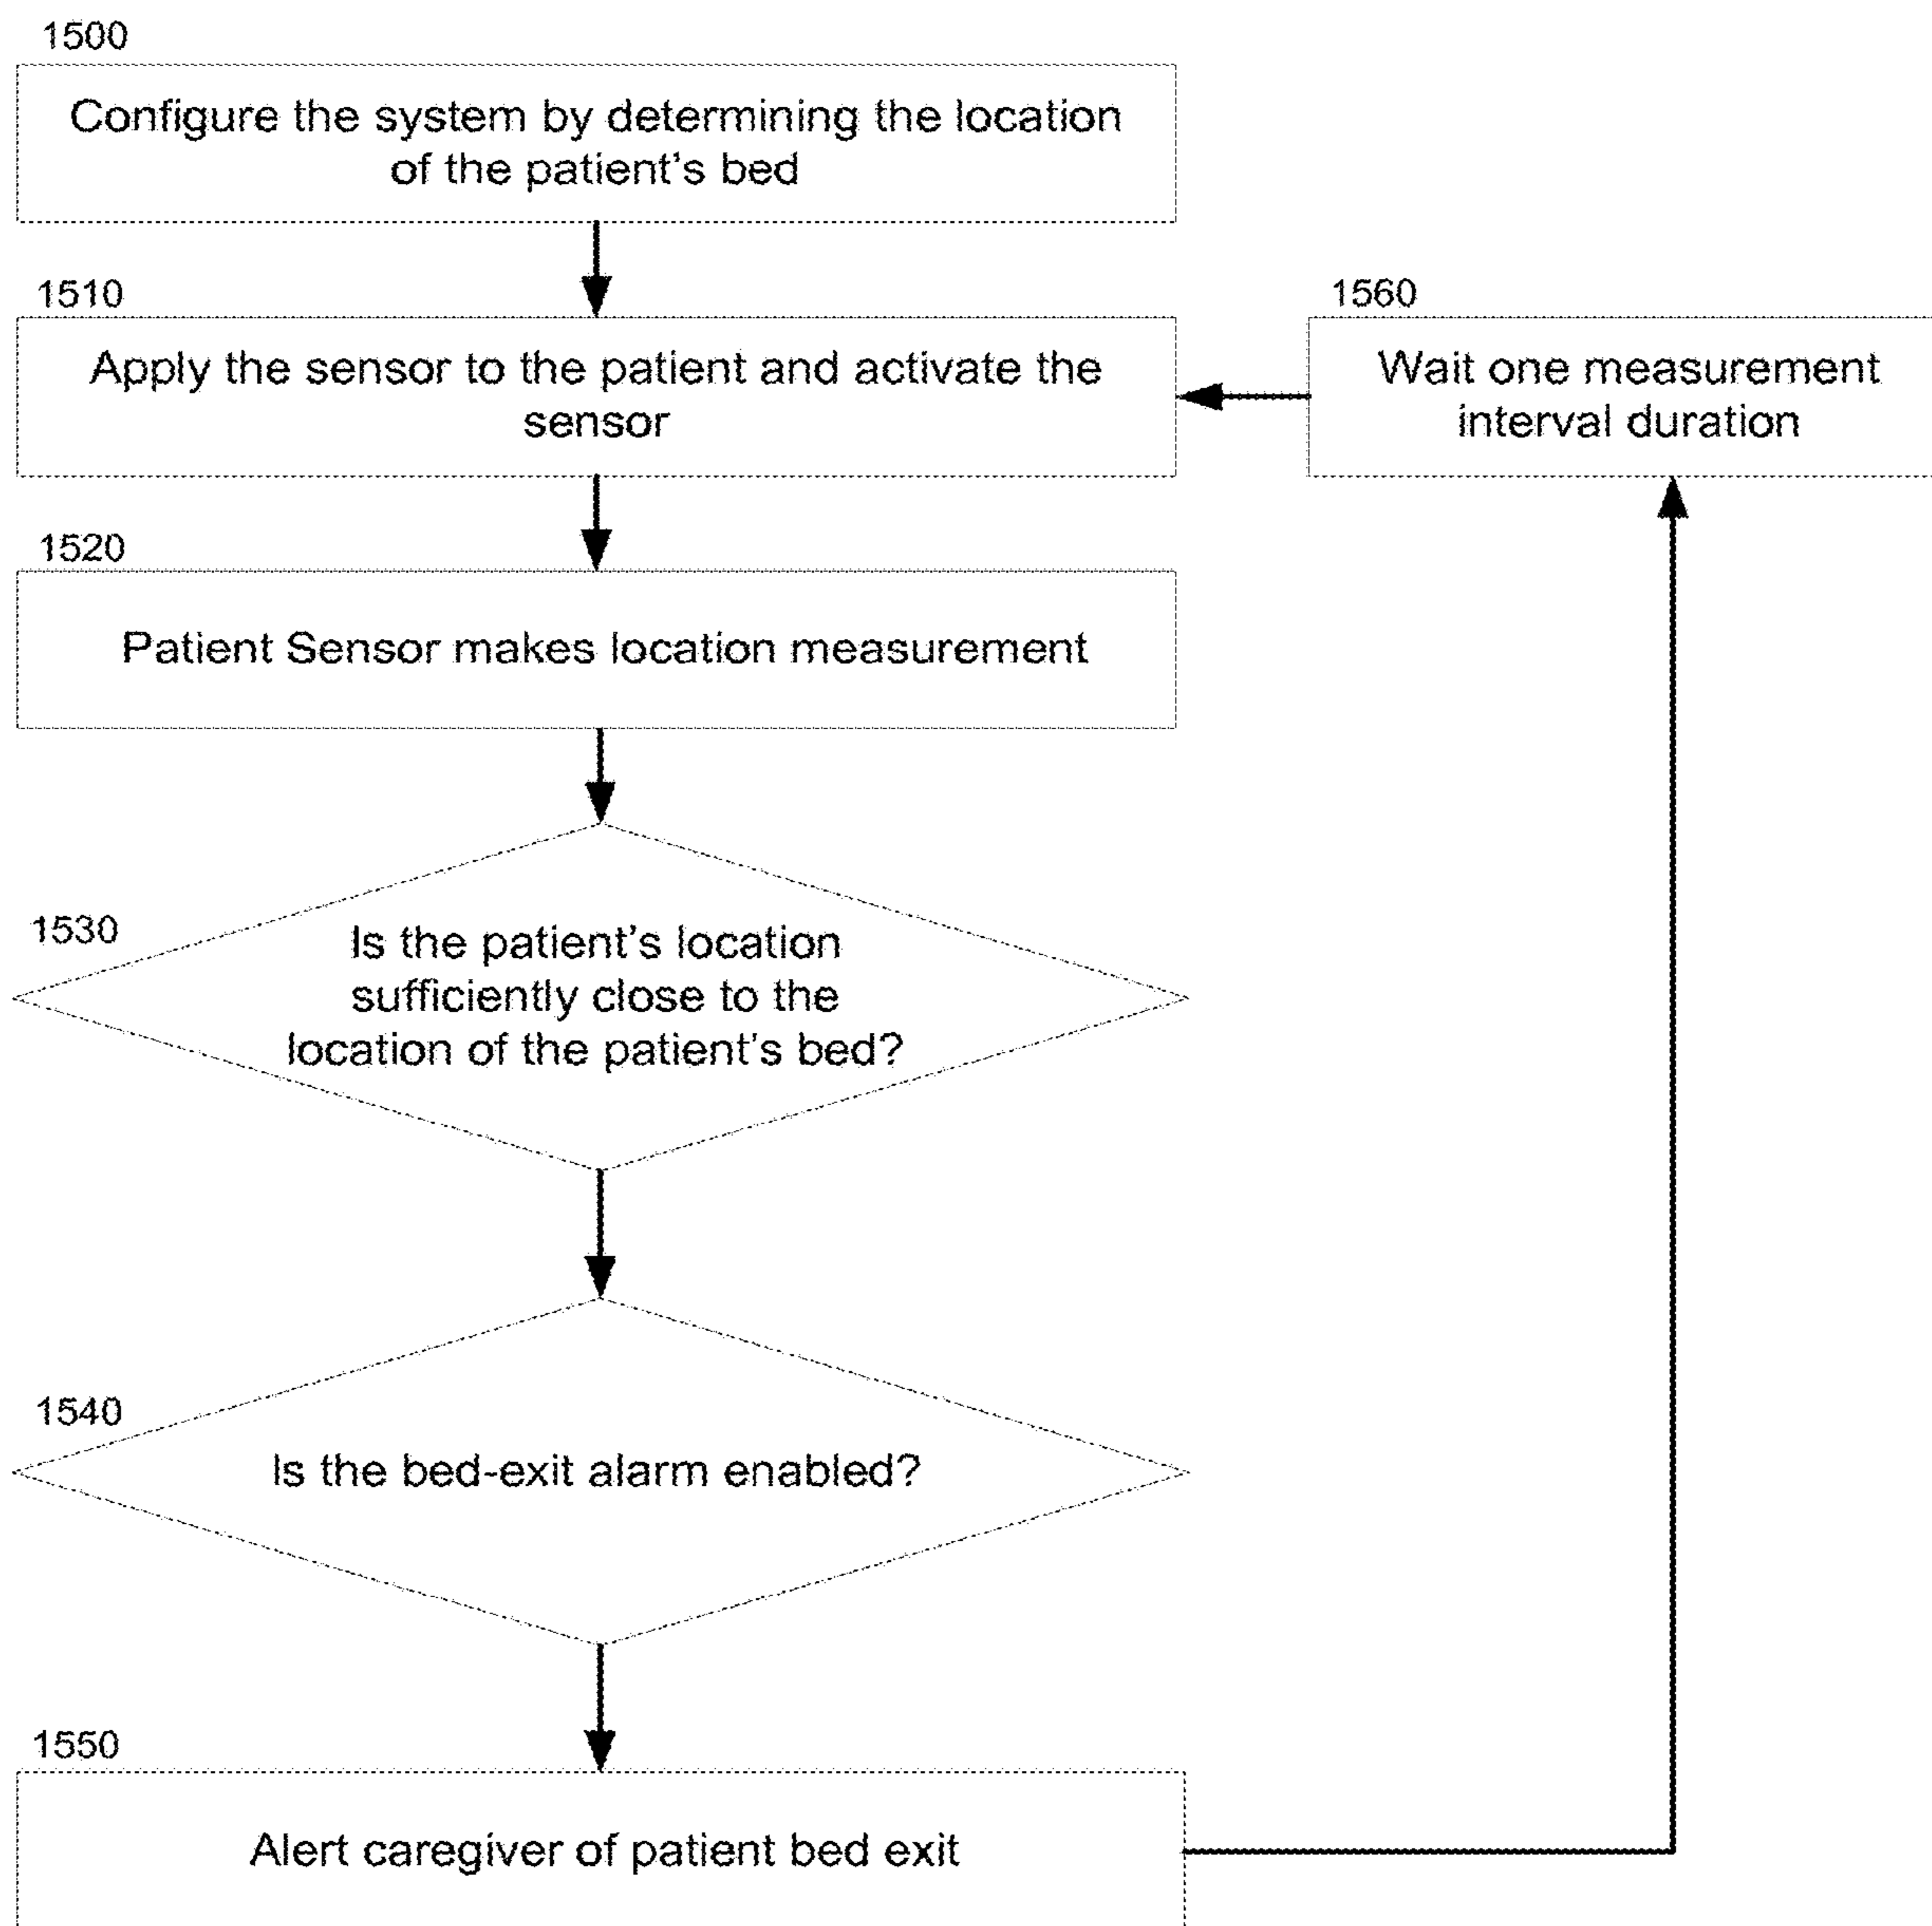 1500
Configure the system by determining the location
of the patient's bed
1510
Apply the sensor to the patient and activate the
sensor
1560
Wait one measurement
interval duration
1520
Patient Sensor makes location measurement
1530
Is the patient's location
sufficiently close to the
location of the patient's bed?
1540
Is the bed-exit alarm enabled?
1550
Alert caregiver of patient bed exit